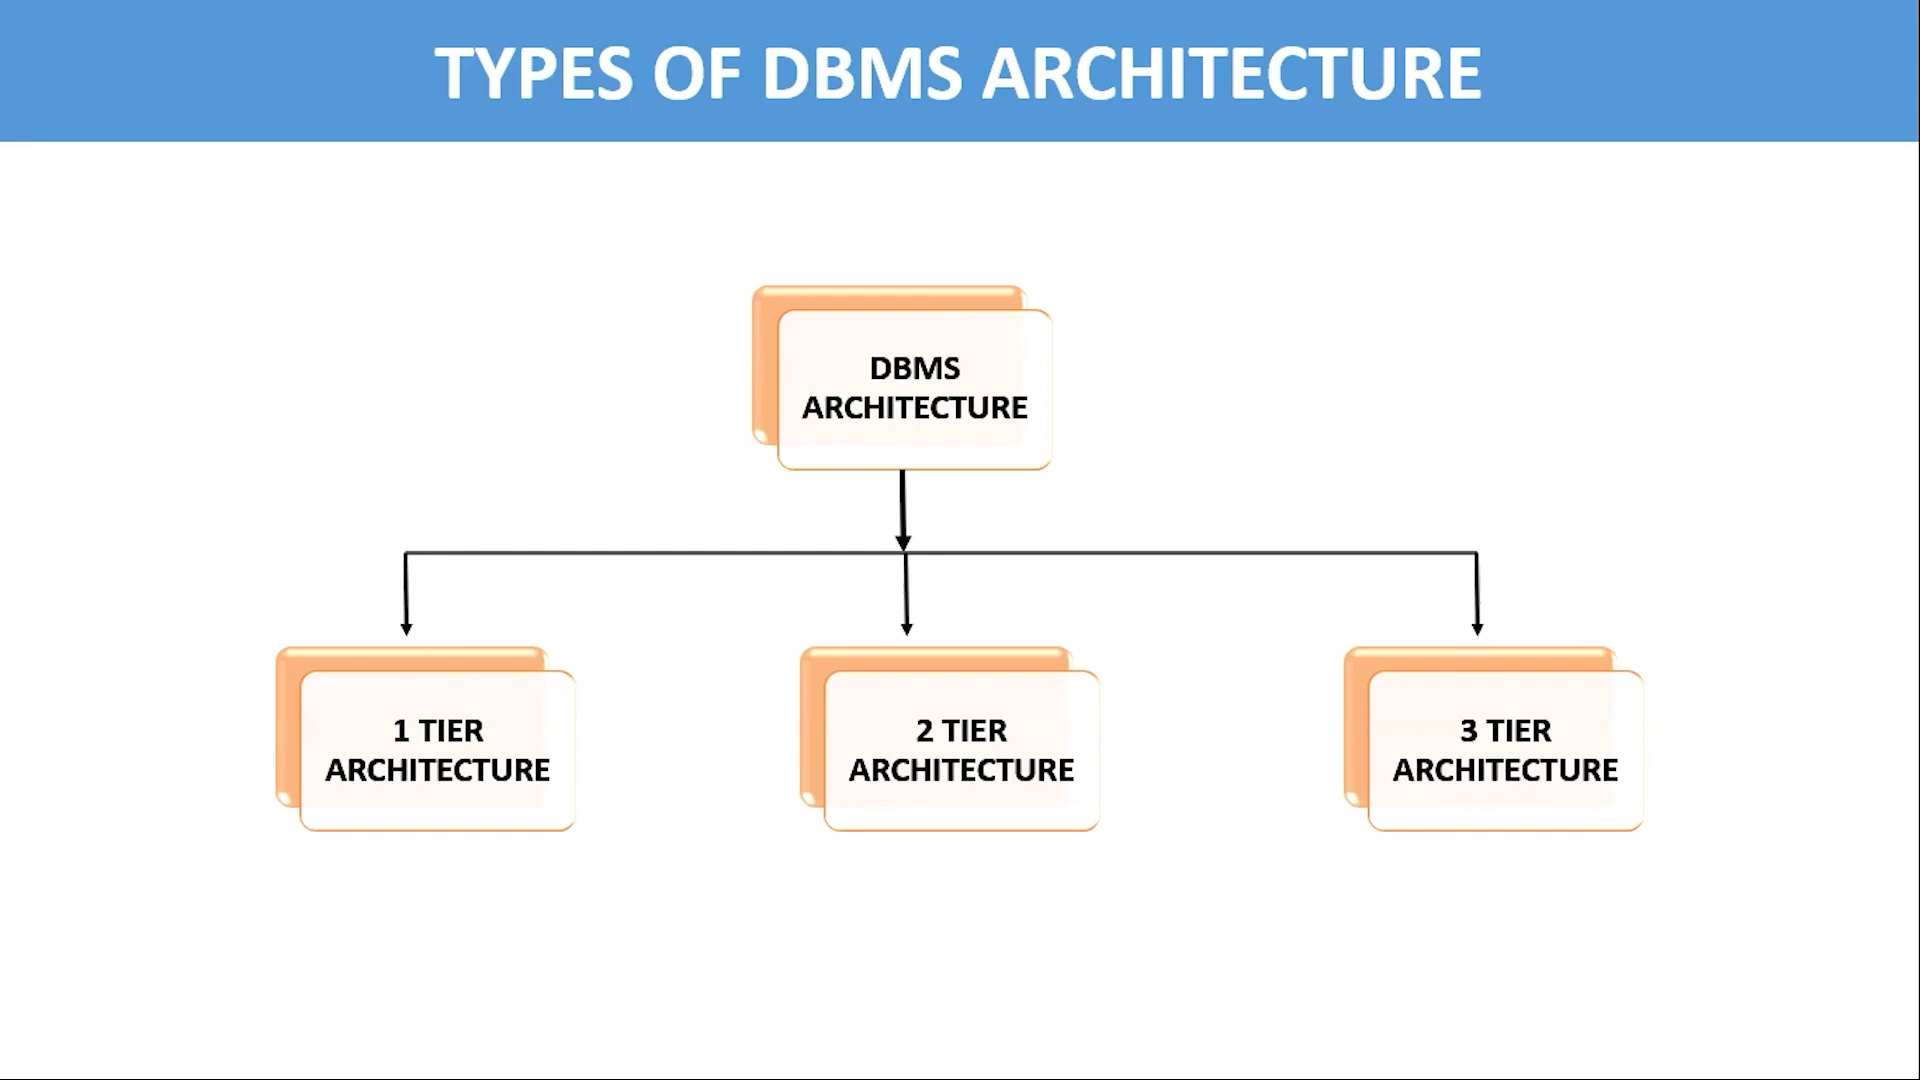 TYPES OF DBMS ARCHITECTURE
DBMS
ARCHITECTURE
1 TIER
ARCHITECTURE
2 TIER
ARCHITECTURE
3 TIER
ARCHITECTURE